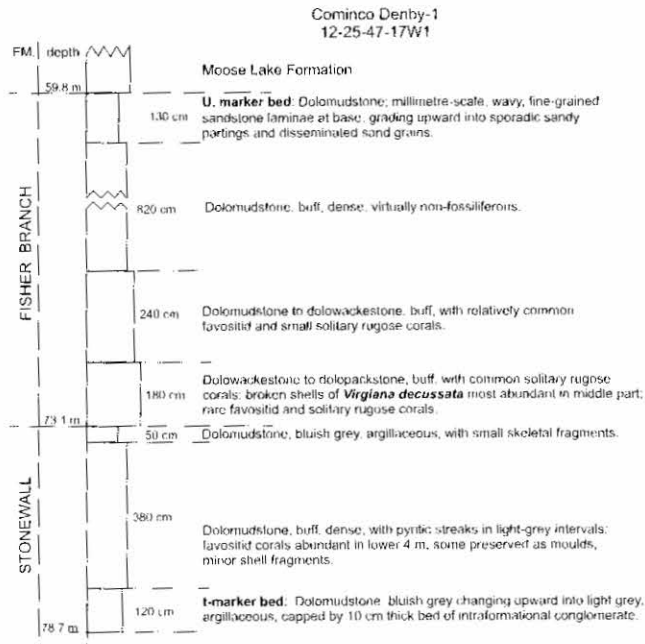 Cominco Denby-1
12-25-47-17W1
FM. depth
Moose Lake Formation
59.8 m
U. marker bed: Dolomudstone; millimetre-scale, wavy, fine-grained
130 cm sandstone laminae at base, grading upward into sporadic sandy
partings and disseminated sand grains.
820 cm Dolomudstone, buff, dense, virtually non-fossiliferous.
FISHER BRANCH
240 cm Dolomudstone to dolowackestone, buff, with relatively common
favositid and small solitary rugose corals.
Dolowackestone to dolopackstone, buff, with common solitary rugose
180 cm corals; broken shells of Virgiana decussata most abundant in middle part;
rare favositid and solitary rugose corals.
73.1 m
50 cm Dolomudstone, bluish grey, argillaceous, with small skeletal fragments.
STONEWALL
380 cm
Dolomudstone, buff, dense, with pyritic streaks in light-grey intervals;
favositid corals abundant in lower 4 m, some preserved as moulds,
minor shell fragments.
t-marker bed: Dolomudstone bluish grey changing upward into light grey,
120 cm argillaceous, capped by 10 cm thick bed of intraformational conglomerate.
78.7 m